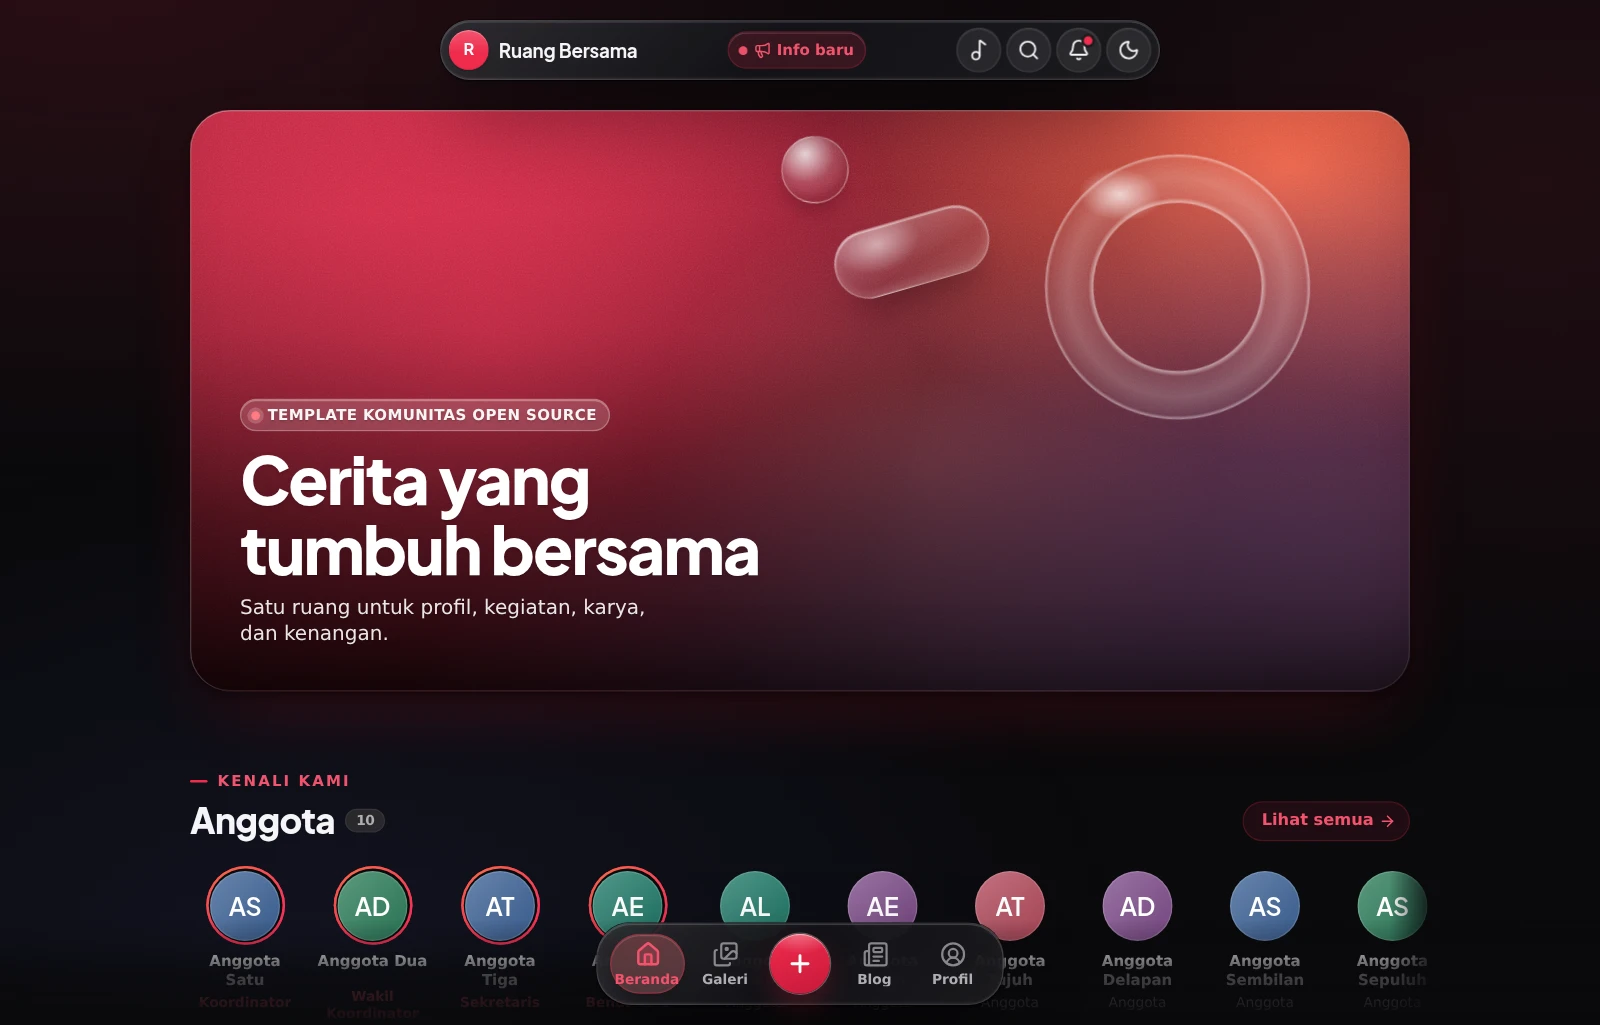 R Ruang Bersama
Info baru
TEMPLATE KOMUNITAS OPEN SOURCE
Cerita yang
tumbuh bersama
Satu ruang untuk profil, kegiatan, karya,
dan kenangan.
KENALI KAMI
Anggota 10
Lihat semua
AS AD AT AE AL AE AT AD AS AS
Anggota Satu
Koordinator
Anggota Dua
Wakil Koordinator
Anggota Tiga
Sekretaris
Anggota Delapan
Anggota
Anggota Sembilan
Anggota
Anggota Sepuluh
Anggota
Beranda
Galeri
Blog
Profil